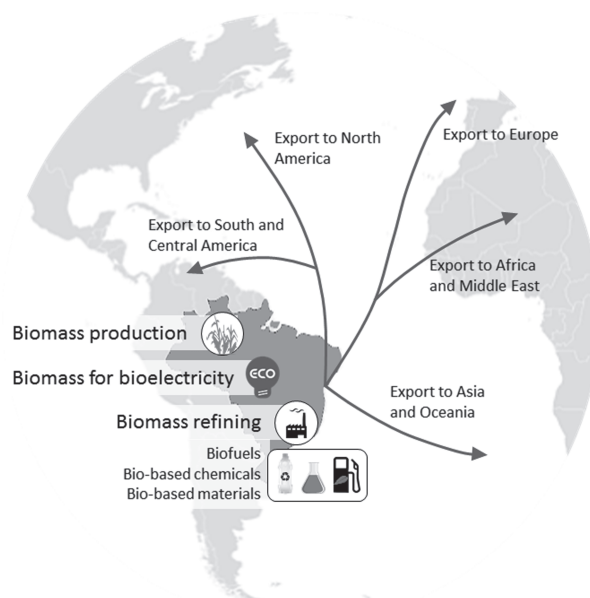 Export to North
America
Export to Europe
Export to South and
Central America
Export to Africa
and Middle East
Biomass production
Biomass for bioelectricity
ECO
Export to Asia
and Oceania
Biomass refining
Biofuels
Bio-based chemicals
Bio-based materials